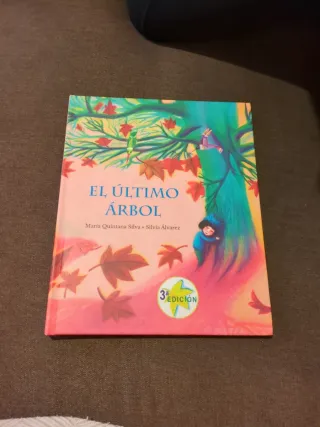 EL ÚLTIMO
ÁRBOL
María Quintana Silva • Silvia Álvarez
3ª
EDICIÓN